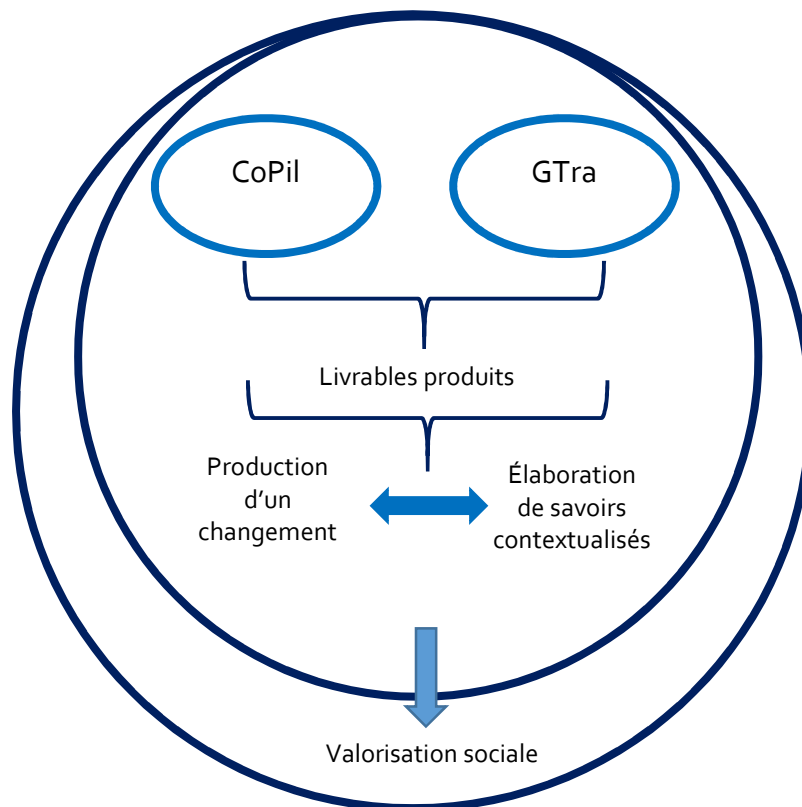 CoPil
GTra
Livrables produits
Production
d'un
changement
Élaboration
de savoirs
contextualisés
Valorisation sociale